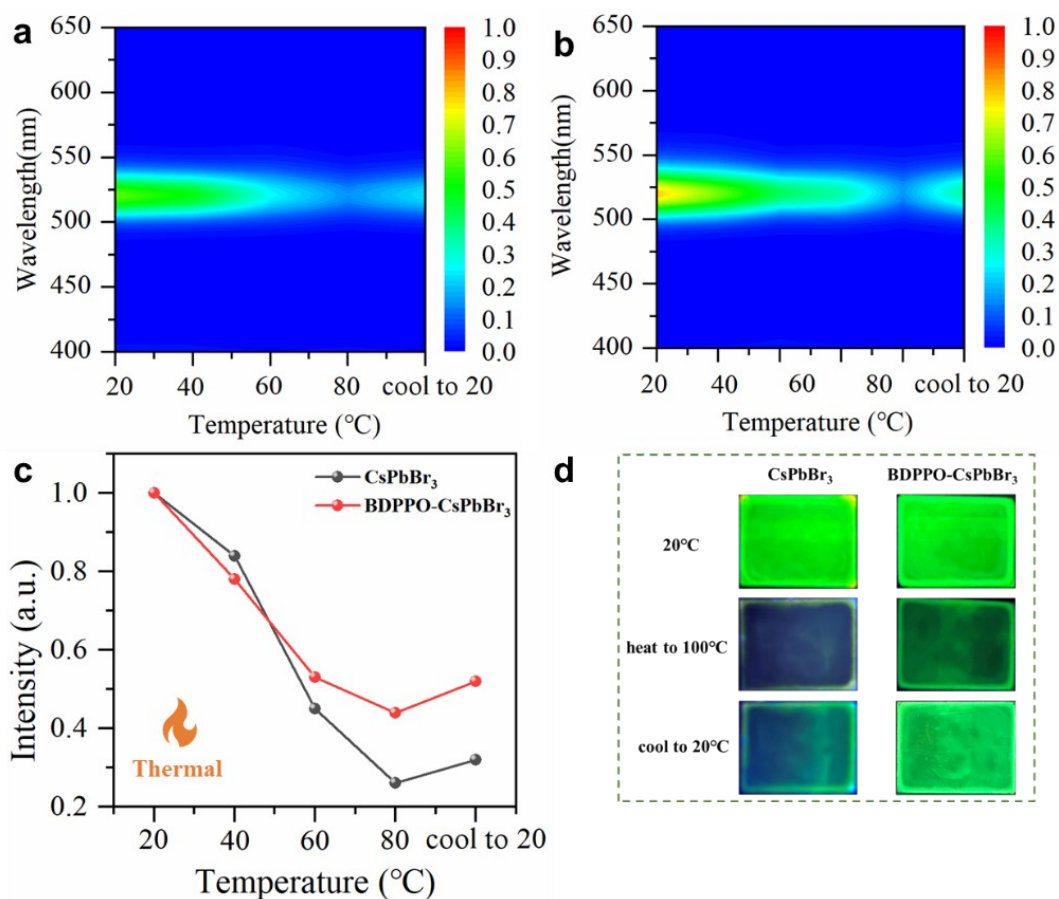 a
650
600
550
500
450
400
Wavelength(nm)
20 40 60 80 cool to 20
Temperature (℃)
1.0
0.9
0.8
0.7
0.6
0.5
0.4
0.3
0.2
0.1
0.0
b
650
600
550
500
450
400
Wavelength(nm)
20 40 60 80 cool to 20
Temperature (℃)
1.0
0.9
0.8
0.7
0.6
0.5
0.4
0.3
0.2
0.1
0.0
c
1.0
0.8
0.6
0.4
0.2
Intensity (a.u.)
CsPbBr₃
BDPPO-CsPbBr₃
Thermal
20 40 60 80 cool to 20
Temperature (℃)
d
CsPbBr₃ BDPPO-CsPbBr₃
20℃
heat to 100℃
cool to 20℃